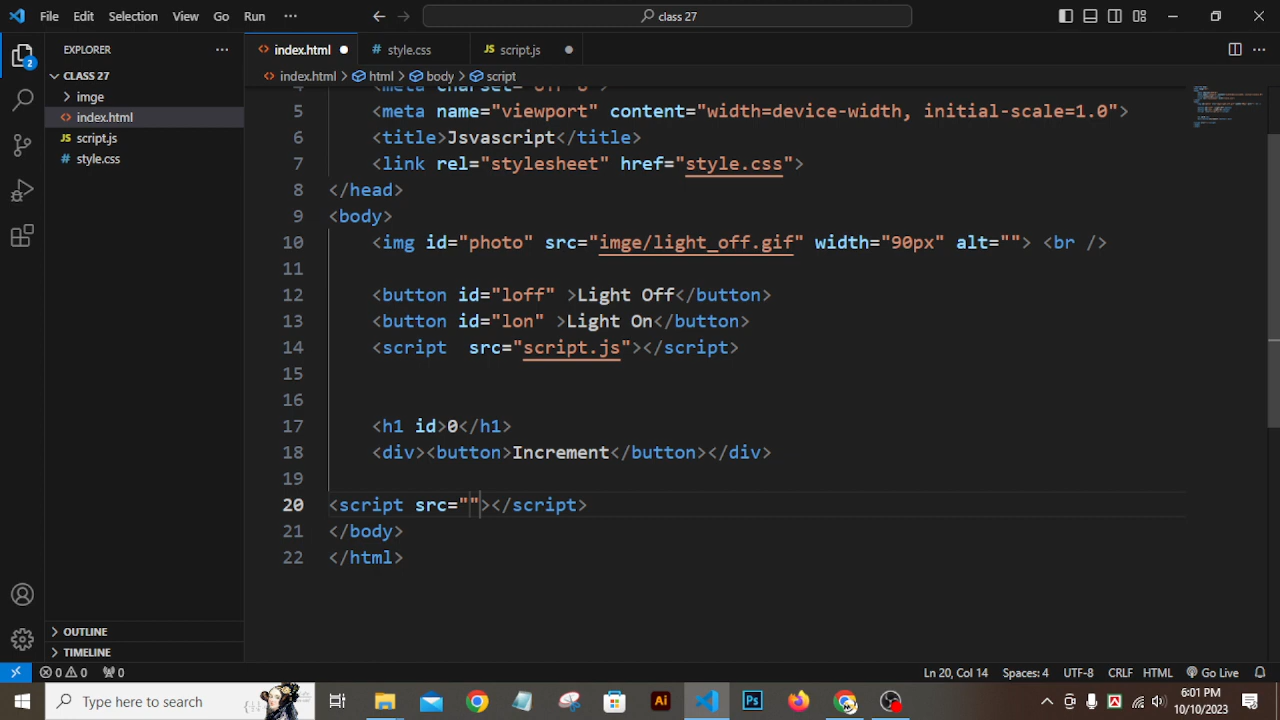 File Edit Selection View Go Run ··· class 27
EXPLORER ···
index.html ● style.css JS script.js ●
CLASS 27
<> index.html > html > body > script
imge
<> index.html
JS script.js
# style.css
2
5 <meta name="viewport" content="width=device-width, initial-scale=1.0">
6 <title>Jsvascript</title>
7 <link rel="stylesheet" href="style.css">
8 </head>
9 <body>
10 <img id="photo" src="imge/light_off.gif" width="90px" alt=""> <br />
11
12 <button id="loff" >Light Off</button>
13 <button id="lon" >Light On</button>
14 <script  src="script.js"></script>
15
16
17 <h1 id>0</h1>
18 <div><button>Increment</button></div>
19
20 <script src=""></script>
21 </body>
22 </html>
OUTLINE
TIMELINE
0 0 0 Ln 20, Col 14 Spaces: 4 UTF-8 CRLF HTML Go Live
Type here to search Ai Ps 6:01 PM
10/10/2023